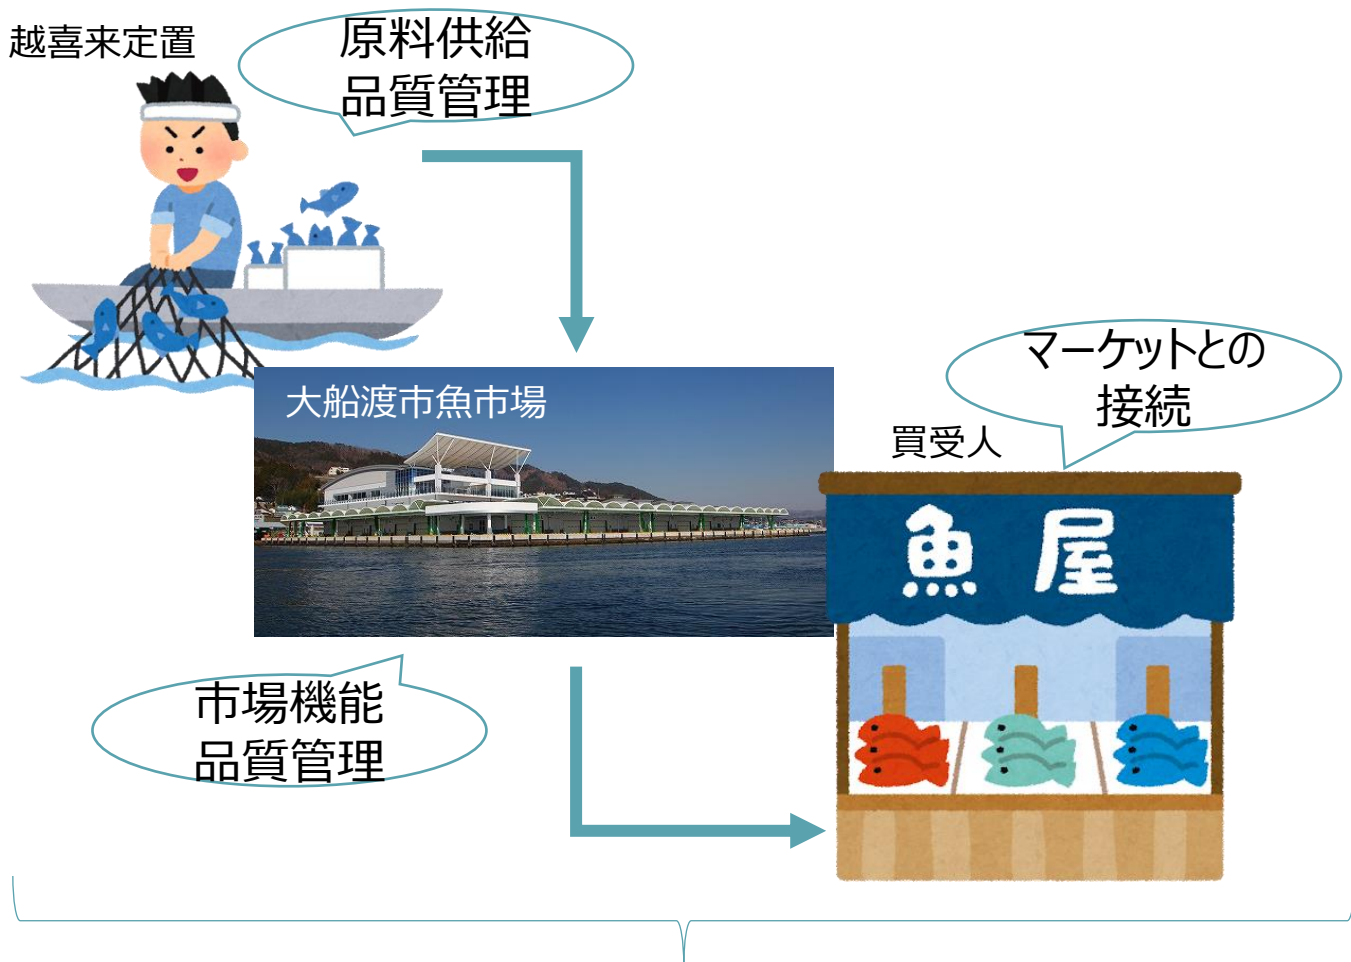 越喜来定置
原料供給
品質管理
大船渡市魚市場
マーケットとの
接続
買受人
魚屋
市場機能
品質管理